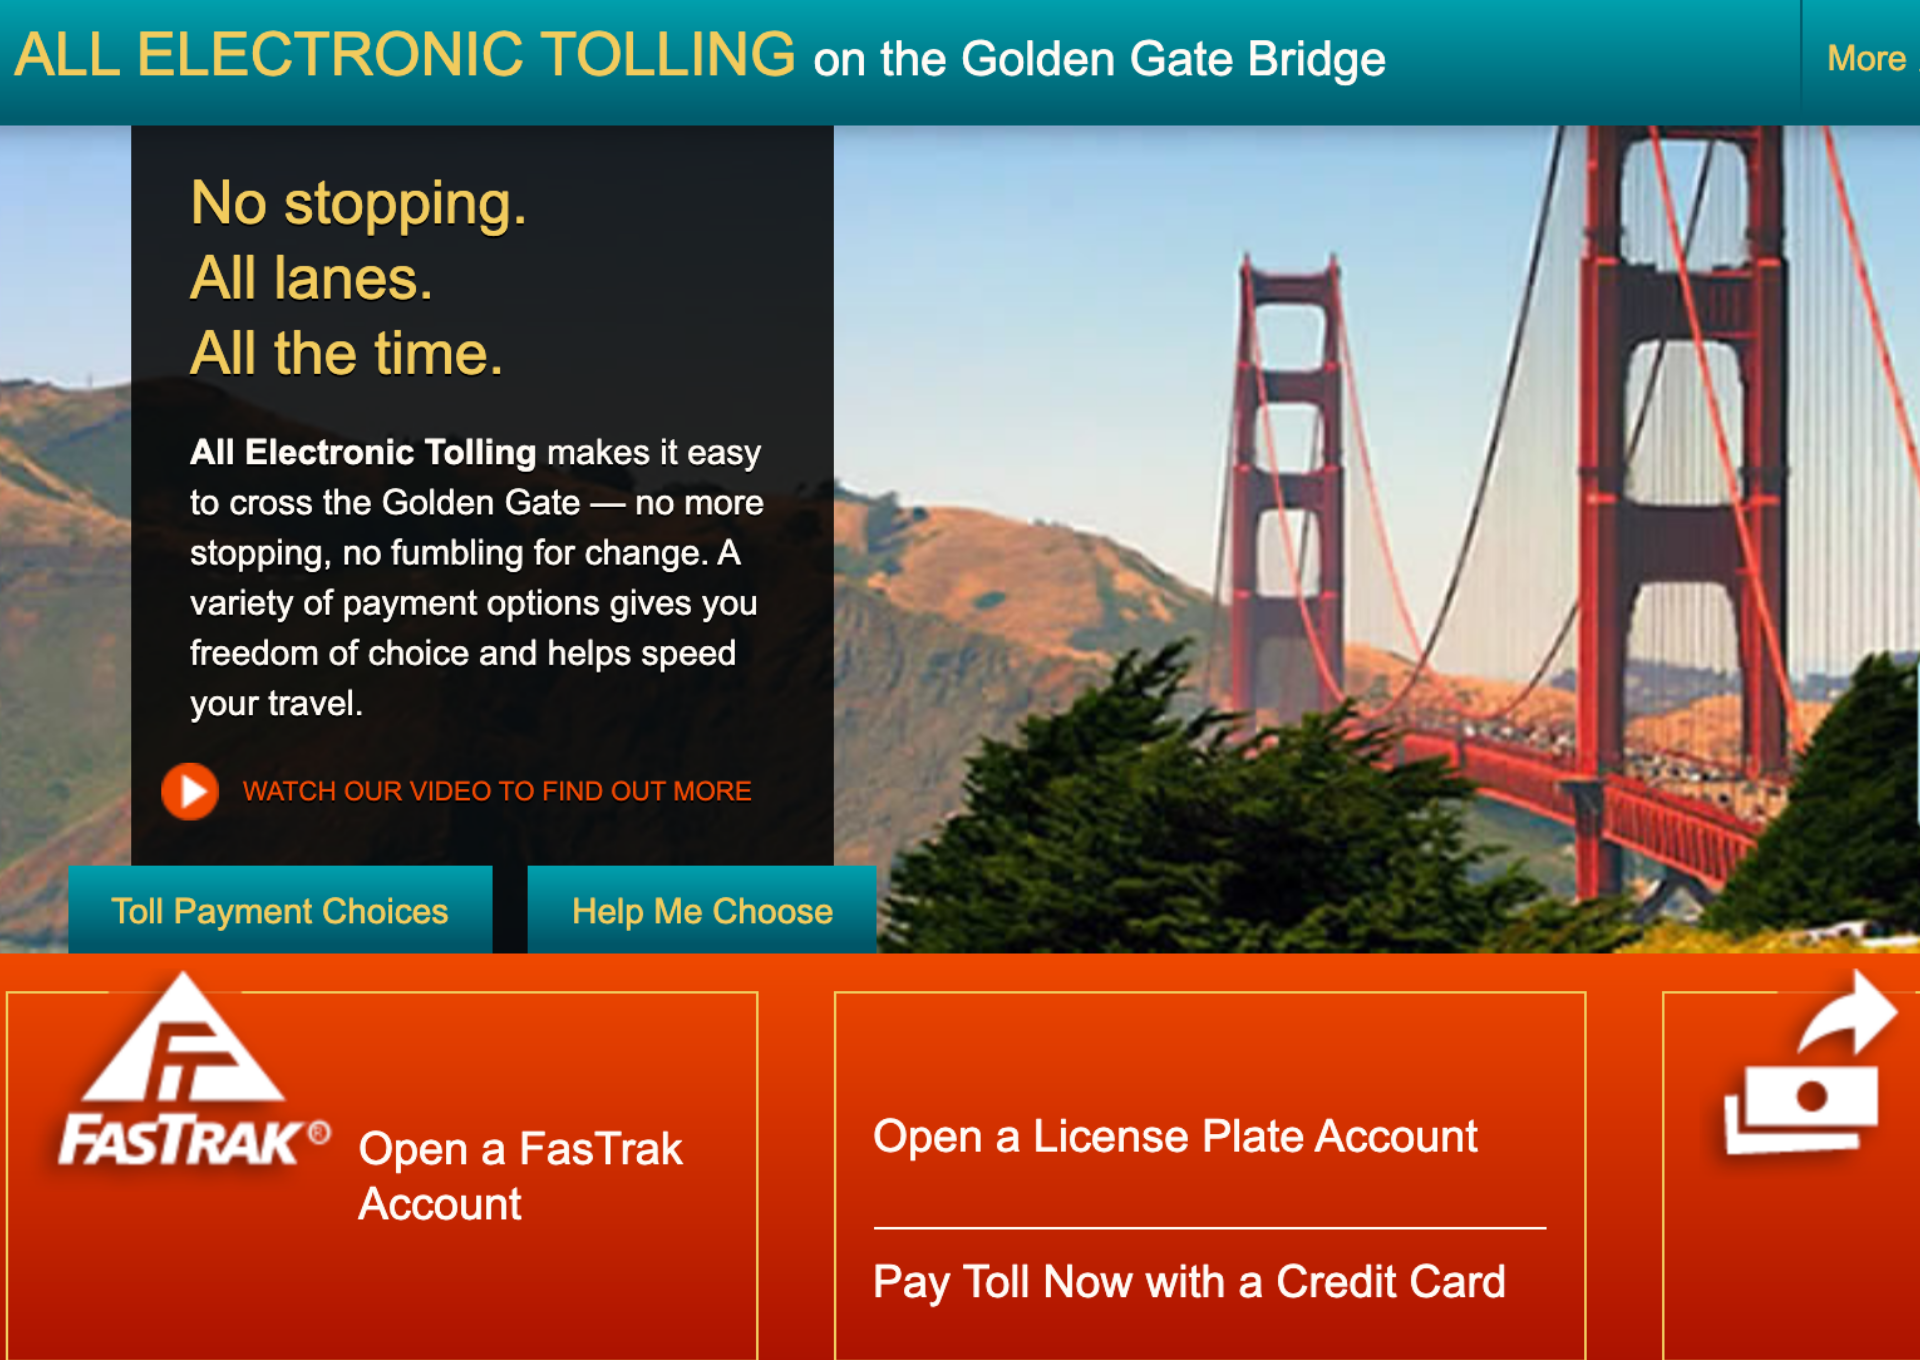 ALL ELECTRONIC TOLLING on the Golden Gate Bridge
More
No stopping.
All lanes.
All the time.
All Electronic Tolling makes it easy
to cross the Golden Gate — no more
stopping, no fumbling for change. A
variety of payment options gives you
freedom of choice and helps speed
your travel.
WATCH OUR VIDEO TO FIND OUT MORE
Toll Payment Choices
Help Me Choose
FASTRAK®
Open a FasTrak
Account
Open a License Plate Account
Pay Toll Now with a Credit Card